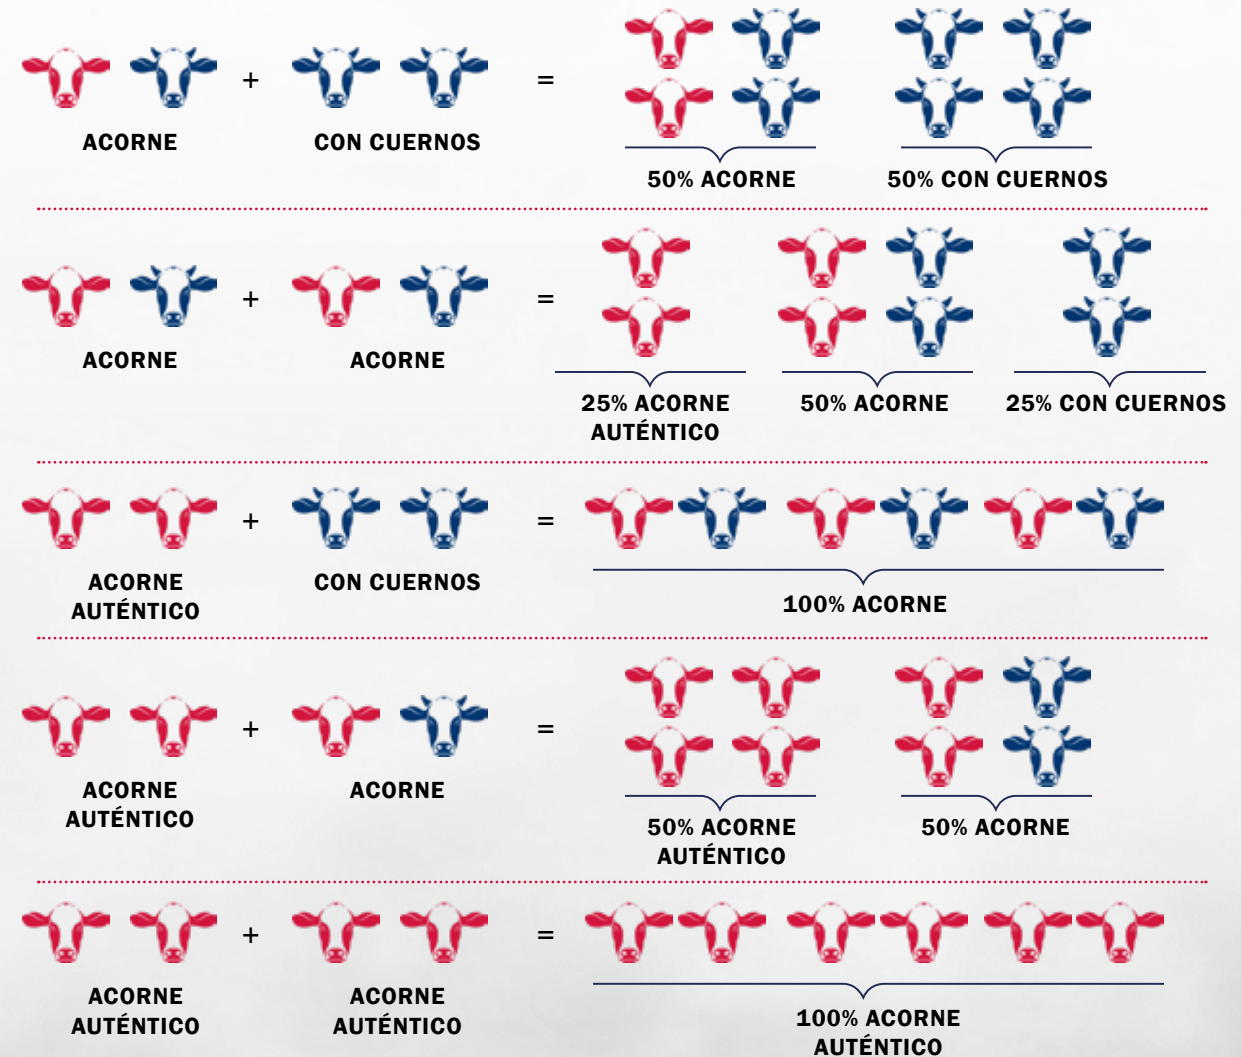 + =
ACORNE CON CUERNOS
50% ACORNE 50% CON CUERNOS
+ =
ACORNE ACORNE
25% ACORNE 50% ACORNE 25% CON CUERNOS
AUTÉNTICO
+ =
ACORNE CON CUERNOS
AUTÉNTICO
100% ACORNE
+ =
ACORNE ACORNE
AUTÉNTICO
50% ACORNE 50% ACORNE
AUTÉNTICO
+ =
ACORNE ACORNE
AUTÉNTICO AUTÉNTICO
100% ACORNE
AUTÉNTICO